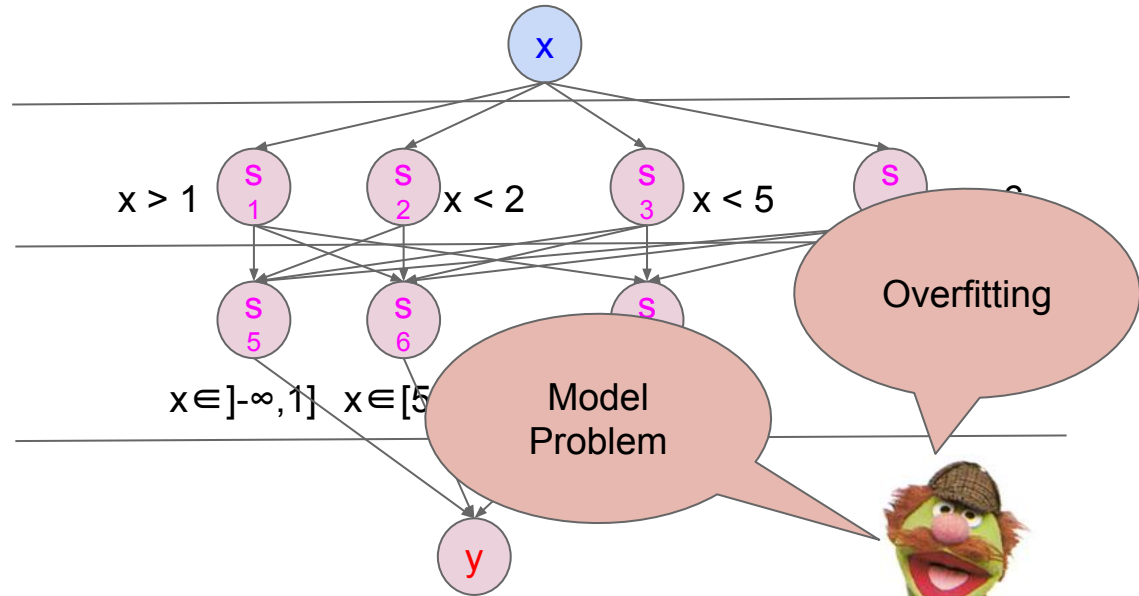 x
x > 1
s
1
s
2
x < 2
s
3
x < 5
s
Overfitting
s
5
s
6
s
x∈]-∞,1]
x∈[5
Model
Problem
y